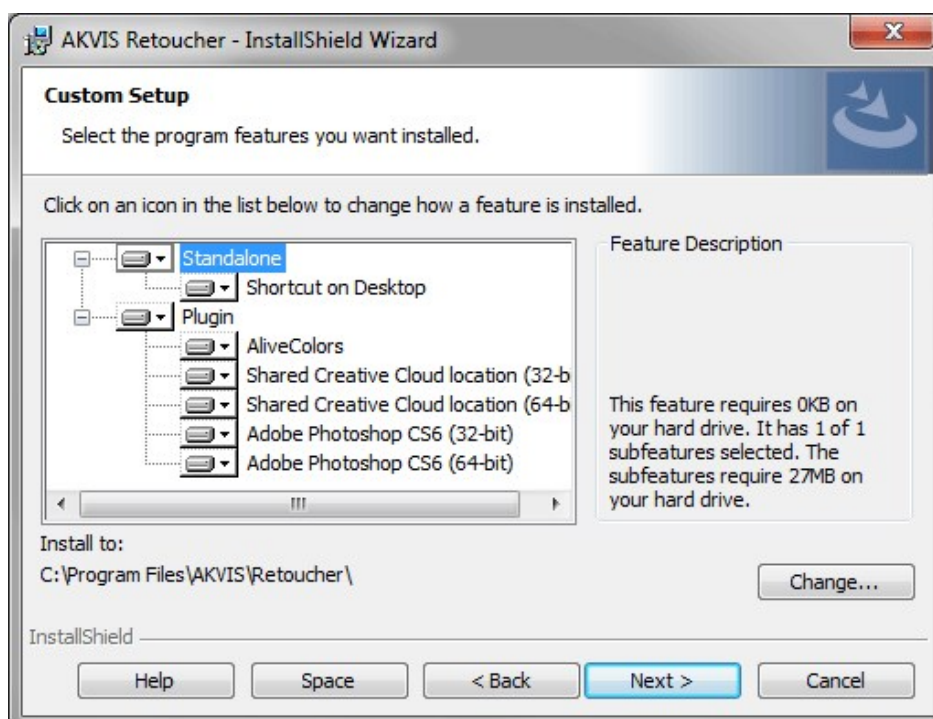 AKVIS Retoucher - InstallShield Wizard
Custom Setup
Select the program features you want installed.
Click on an icon in the list below to change how a feature is installed.
Standalone
Shortcut on Desktop
Plugin
AliveColors
Shared Creative Cloud location (32-b
Shared Creative Cloud location (64-b
Adobe Photoshop CS6 (32-bit)
Adobe Photoshop CS6 (64-bit)
Feature Description
This feature requires 0KB on
your hard drive. It has 1 of 1
subfeatures selected. The
subfeatures require 27MB on
your hard drive.
Install to:
C:\Program Files\AKVIS\Retoucher\
Change...
InstallShield
Help
Space
< Back
Next >
Cancel